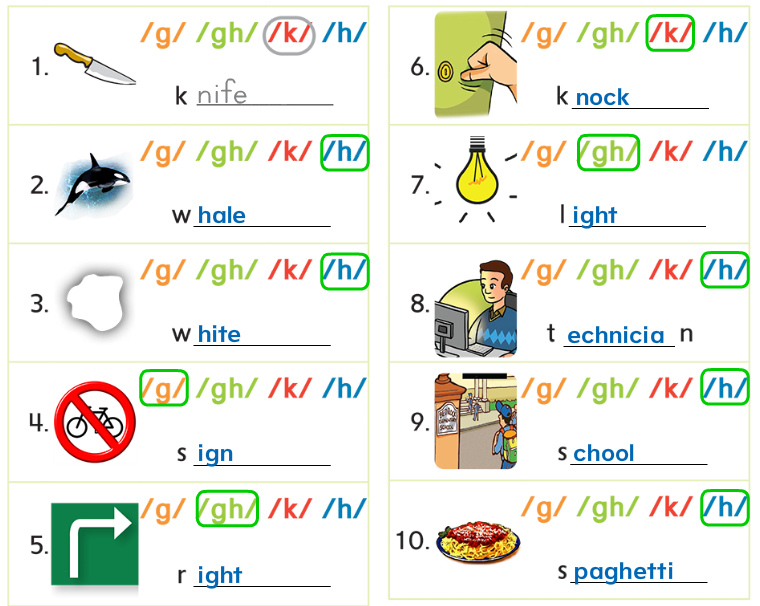 /g/ /gh/ /k/ /h/
1.
k nife
/g/ /gh/ /k/ /h/
2.
w hale
/g/ /gh/ /k/ /h/
3.
w hite
/g/ /gh/ /k/ /h/
4.
s ign
/g/ /gh/ /k/ /h/
5.
r ight
/g/ /gh/ /k/ /h/
6.
k nock
/g/ /gh/ /k/ /h/
7.
l ight
/g/ /gh/ /k/ /h/
8.
t echnicia n
/g/ /gh/ /k/ /h/
9.
s chool
/g/ /gh/ /k/ /h/
10.
s paghetti